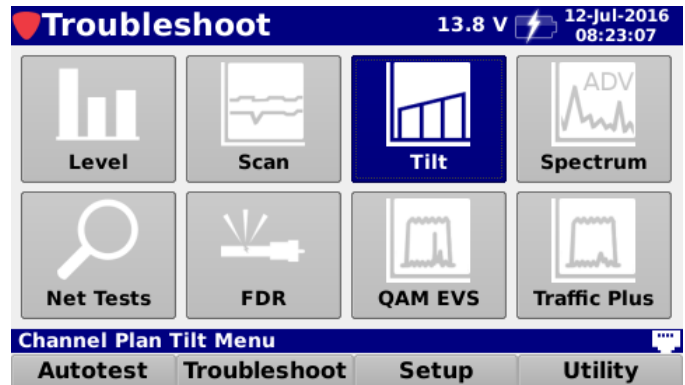 Troubleshoot 13.8 V 12-Jul-2016
08:23:07
ADV
Level Scan Tilt Spectrum
Net Tests FDR QAM EVS Traffic Plus
Channel Plan Tilt Menu
Autotest Troubleshoot Setup Utility